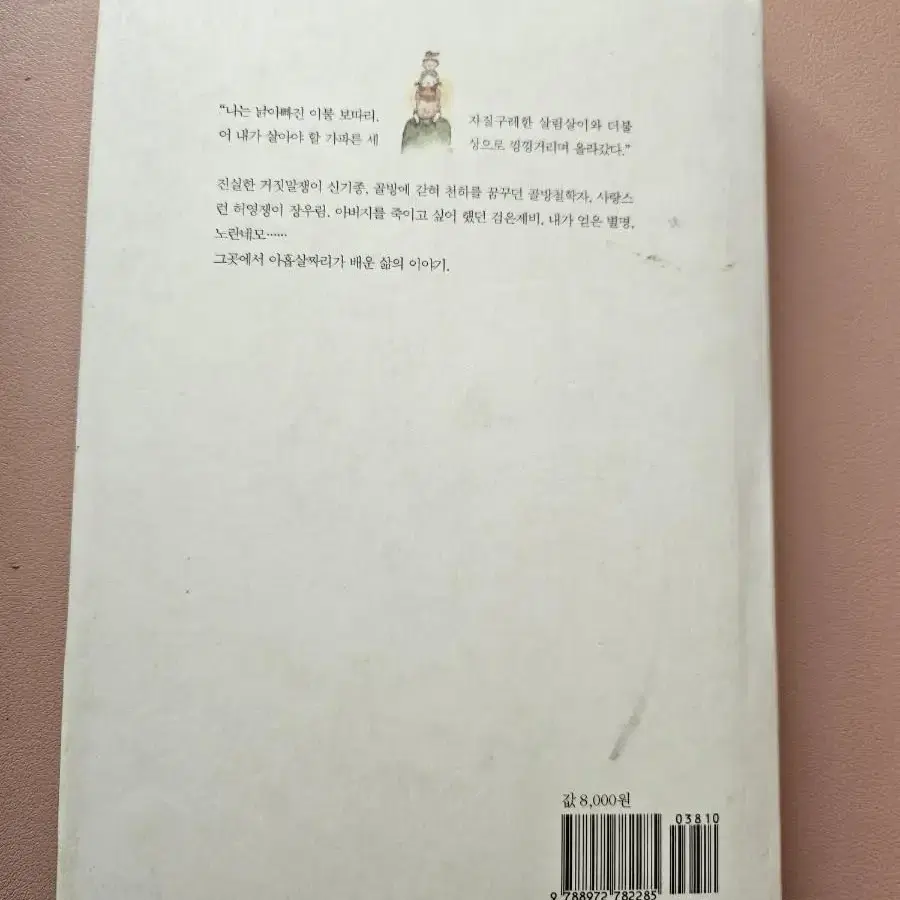 “나는 낡아빠진 이불 보따리, 자질구레한 살림살이와 더불
어 내가 살아야 할 가파른 세상으로 낑낑거리며 올라갔다.”
진실한 거짓말쟁이 신기종, 골방에 갇혀 천하를 꿈꾸던 골방철학자, 사랑스
런 허영쟁이 장우림, 아버지를 죽이고 싶어 했던 검은제비, 내가 얻은 별명,
노란네모……
그곳에서 아홉살짜리가 배운 삶의 이야기.
값 8,000원
03810
9 788972 782285